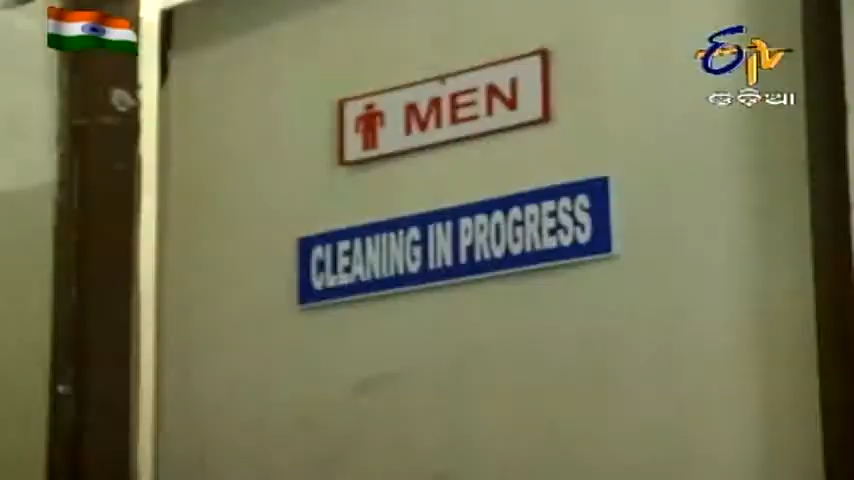 ETV
ଓଡ଼ିଆ
MEN
CLEANING IN PROGRESS